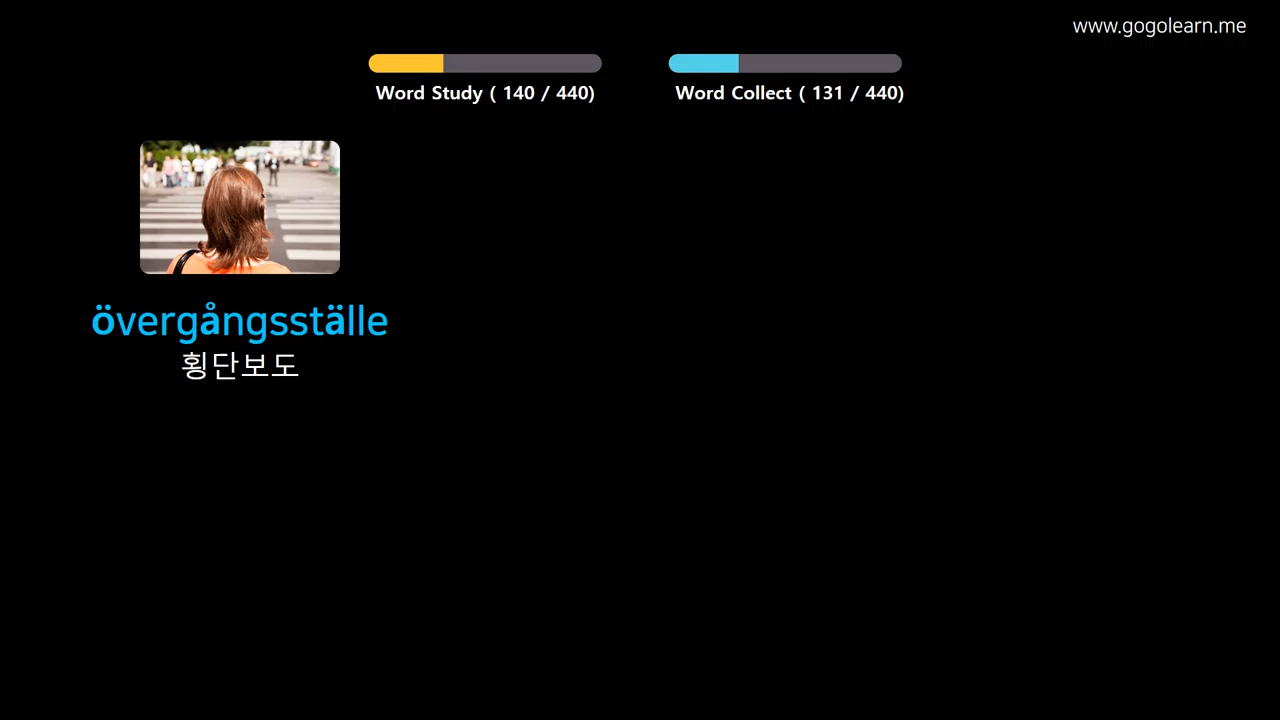 www.gogolearn.me
Word Study ( 140 / 440)
Word Collect ( 131 / 440)
övergångsställe
횡단보도